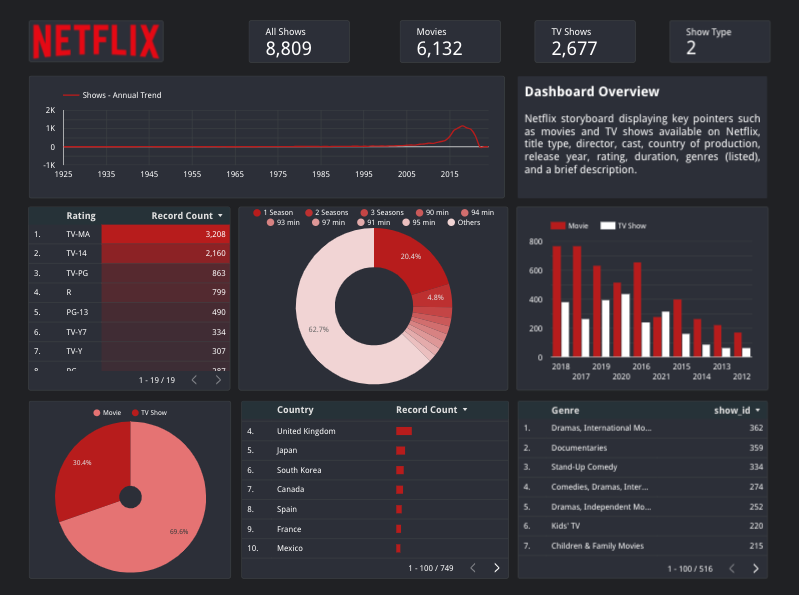 NETFLIX
All Shows
8,809
Movies
6,132
TV Shows
2,677
Show Type
2
Shows - Annual Trend
2K
1K
0
-1K
1925 1935 1945 1955 1965 1975 1985 1995 2005 2015
Dashboard Overview
Netflix storyboard displaying key pointers such
as movies and TV shows available on Netflix,
title type, director, cast, country of production,
release year, rating, duration, genres (listed),
and a brief description.
Rating Record Count
1. TV-MA 3,208
2. TV-14 2,160
3. TV-PG 863
4. R 799
5. PG-13 490
6. TV-Y7 334
7. TV-Y 307
8. PG 287
1 - 19 / 19
1 Season 2 Seasons 3 Seasons 90 min 94 min
93 min 97 min 91 min 95 min Others
20.4%
4.8%
62.7%
Movie TV Show
800
600
400
200
0
2018 2019 2016 2015 2013
2017 2020 2021 2014 2012
Movie TV Show
30.4%
69.6%
Country Record Count
4. United Kingdom
5. Japan
6. South Korea
7. Canada
8. Spain
9. France
10. Mexico
1 - 100 / 749
Genre show_id
1. Dramas, International Mo... 362
2. Documentaries 359
3. Stand-Up Comedy 334
4. Comedies, Dramas, Inter... 274
5. Dramas, Independent Mo... 252
6. Kids' TV 220
7. Children & Family Movies 215
1 - 100 / 516